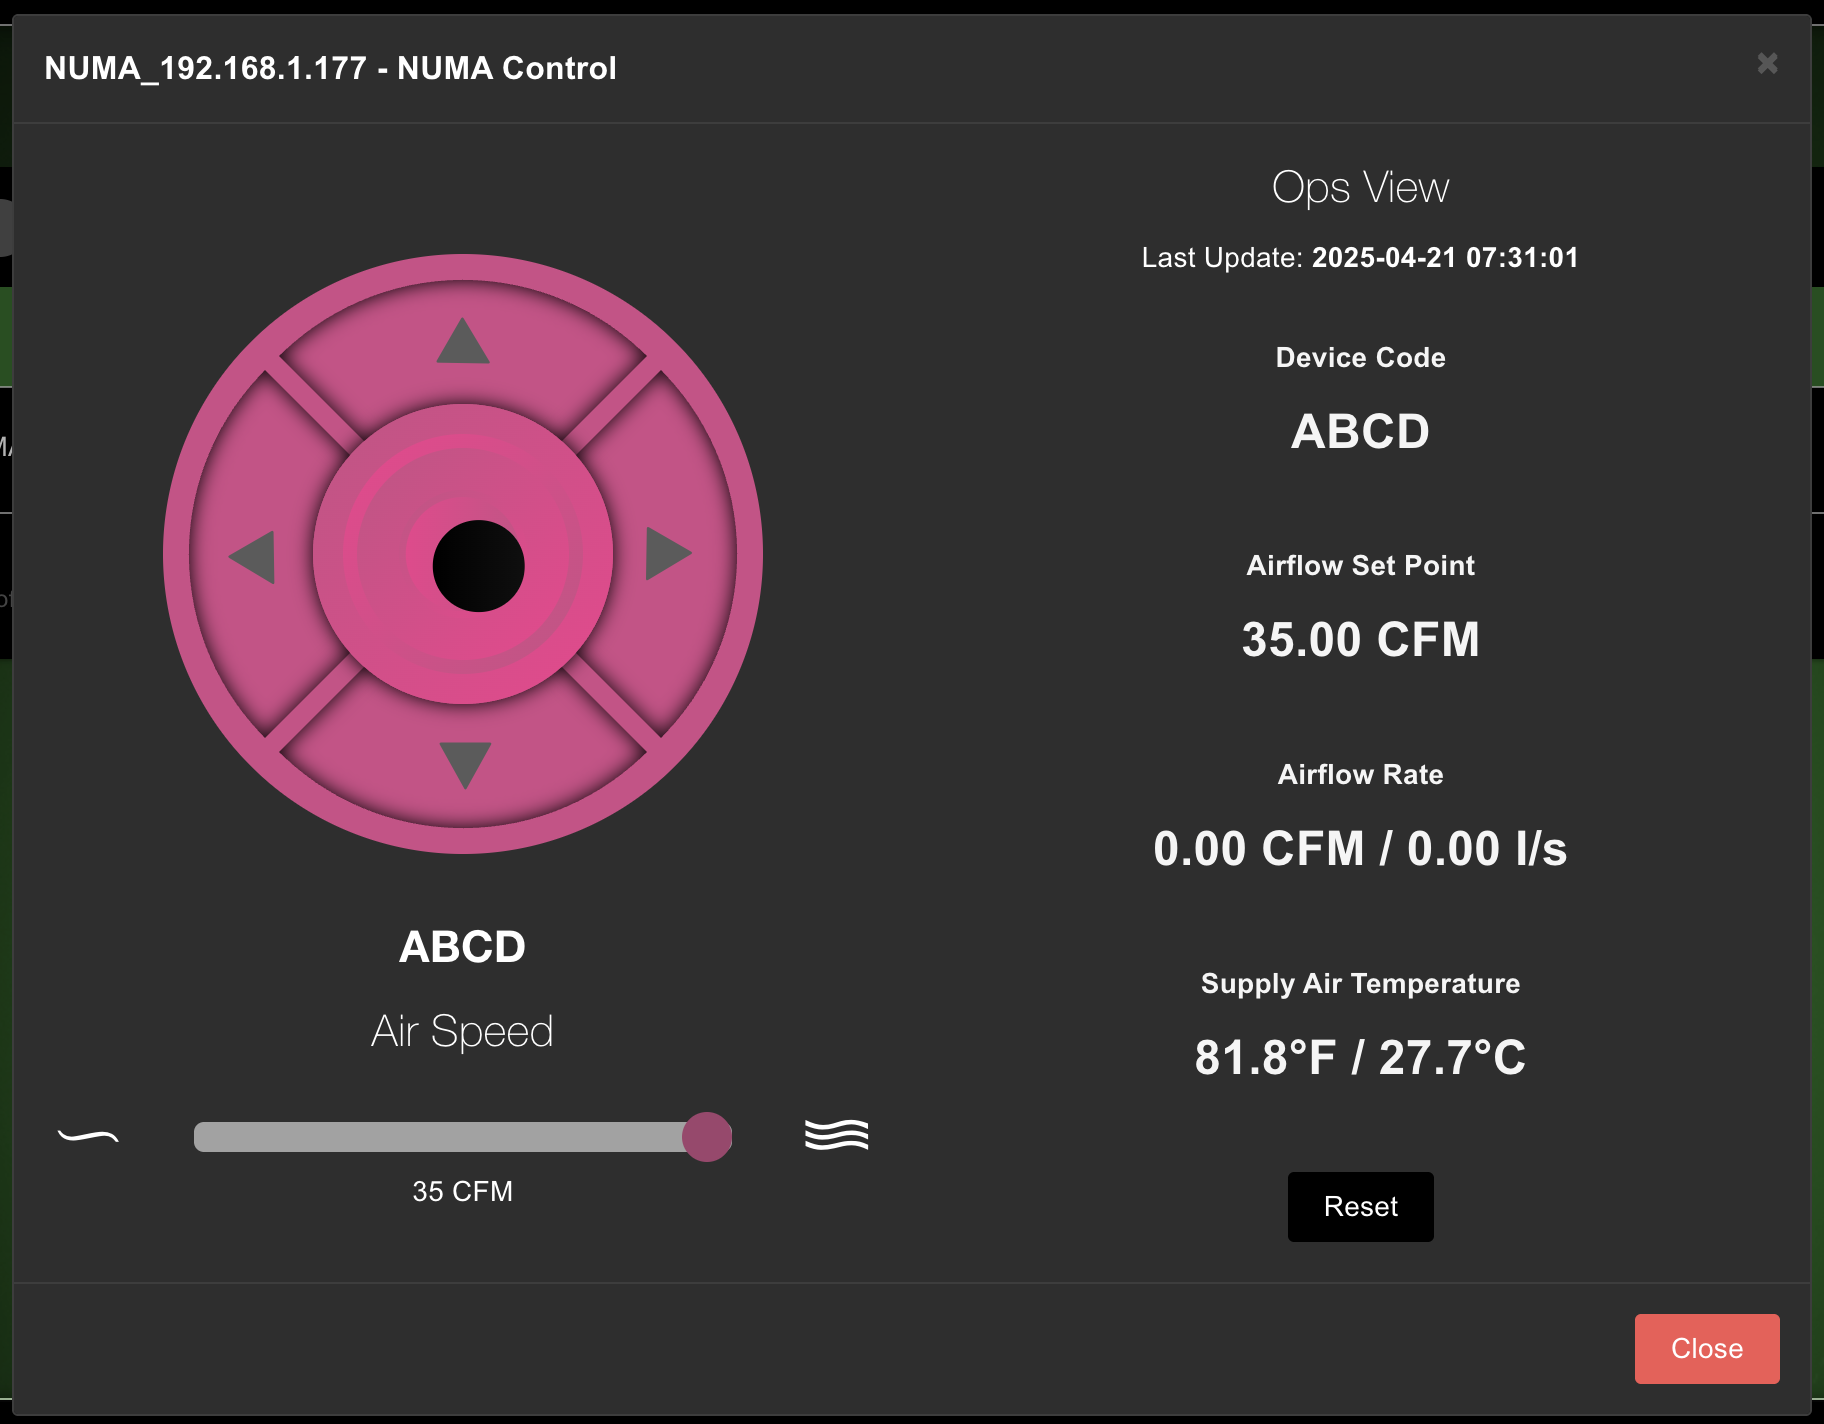 NUMA_192.168.1.177 - NUMA Control
Ops View
Last Update: 2025-04-21 07:31:01
Device Code
ABCD
Airflow Set Point
35.00 CFM
Airflow Rate
0.00 CFM / 0.00 l/s
Supply Air Temperature
81.8°F / 27.7°C
Reset
ABCD
Air Speed
35 CFM
Close